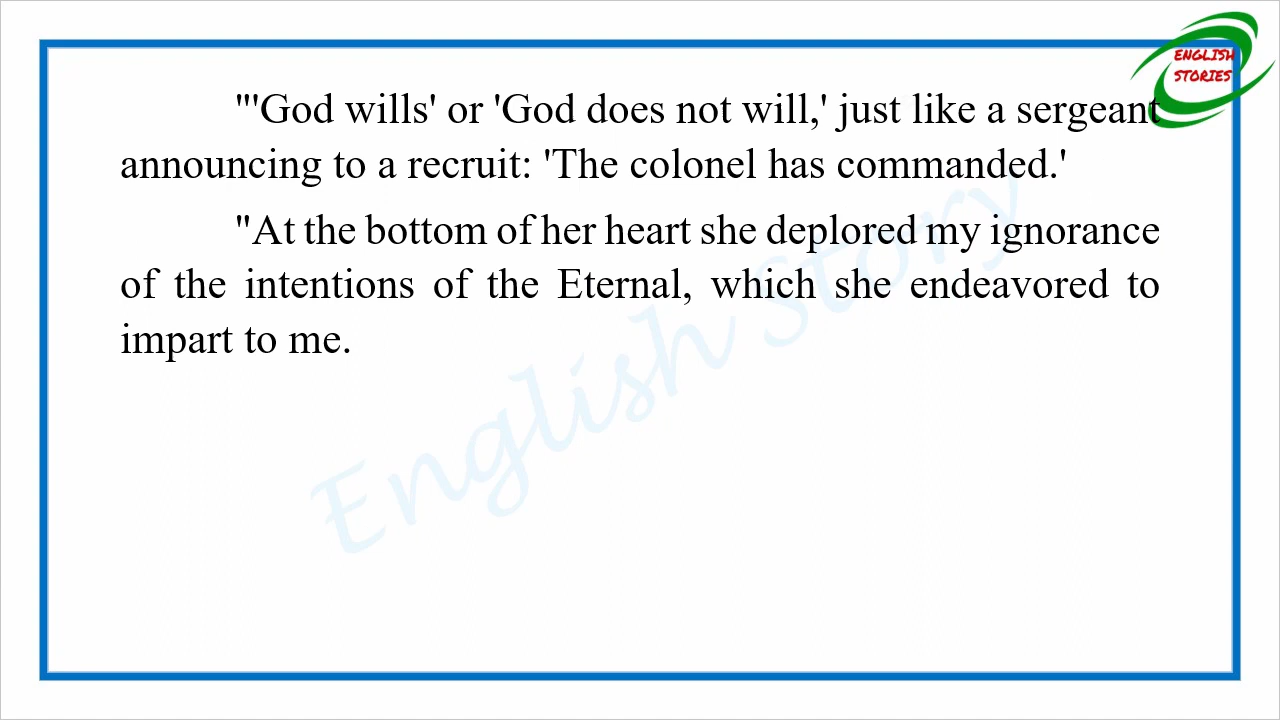 ENGLISH
STORIES
"'God wills' or 'God does not will,' just like a sergeant
announcing to a recruit: 'The colonel has commanded.'
"At the bottom of her heart she deplored my ignorance
of the intentions of the Eternal, which she endeavored to
impart to me.
English Story